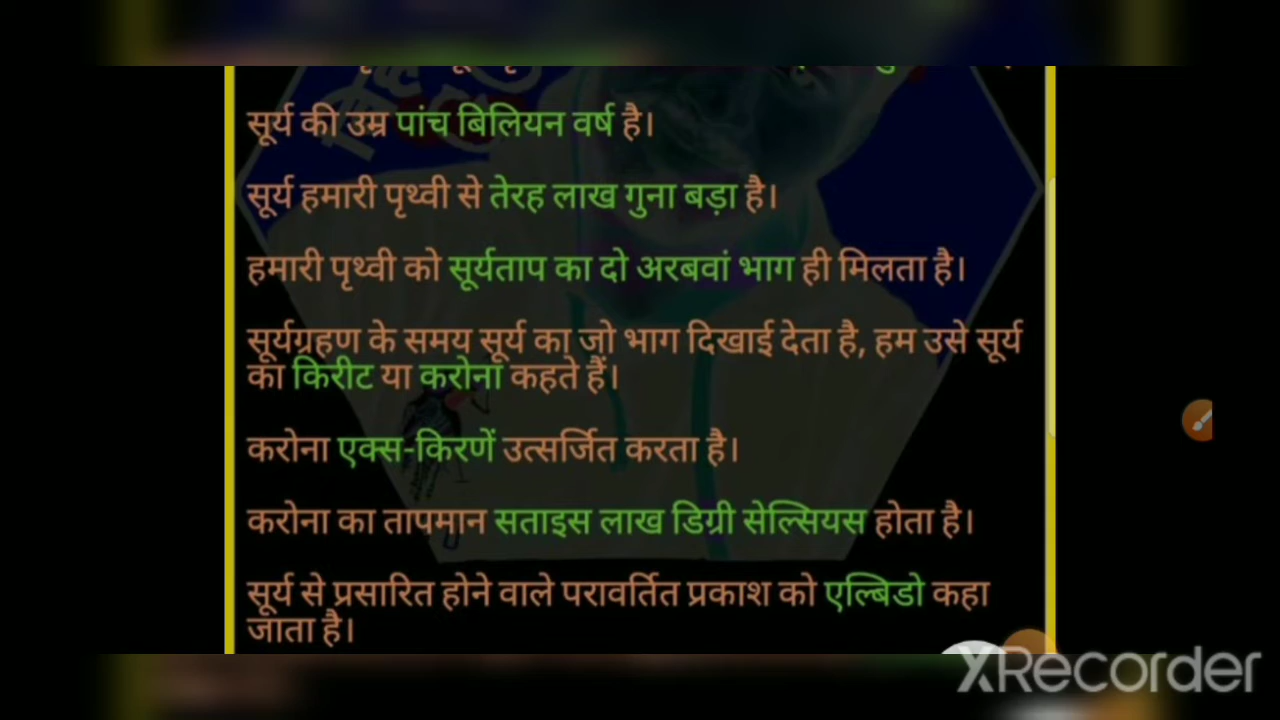 सूर्य की उम्र पांच बिलियन वर्ष है।
सूर्य हमारी पृथ्वी से तेरह लाख गुना बड़ा है।
हमारी पृथ्वी को सूर्यताप का दो अरबवां भाग ही मिलता है।
सूर्यग्रहण के समय सूर्य का जो भाग दिखाई देता है, हम उसे सूर्य
का किरीट या करोना कहते हैं।
करोना एक्स-किरणें उत्सर्जित करता है।
करोना का तापमान सताइस लाख डिग्री सेल्सियस होता है।
सूर्य से प्रसारित होने वाले परावर्तित प्रकाश को एल्बिडो कहा
जाता है।
XRecorder